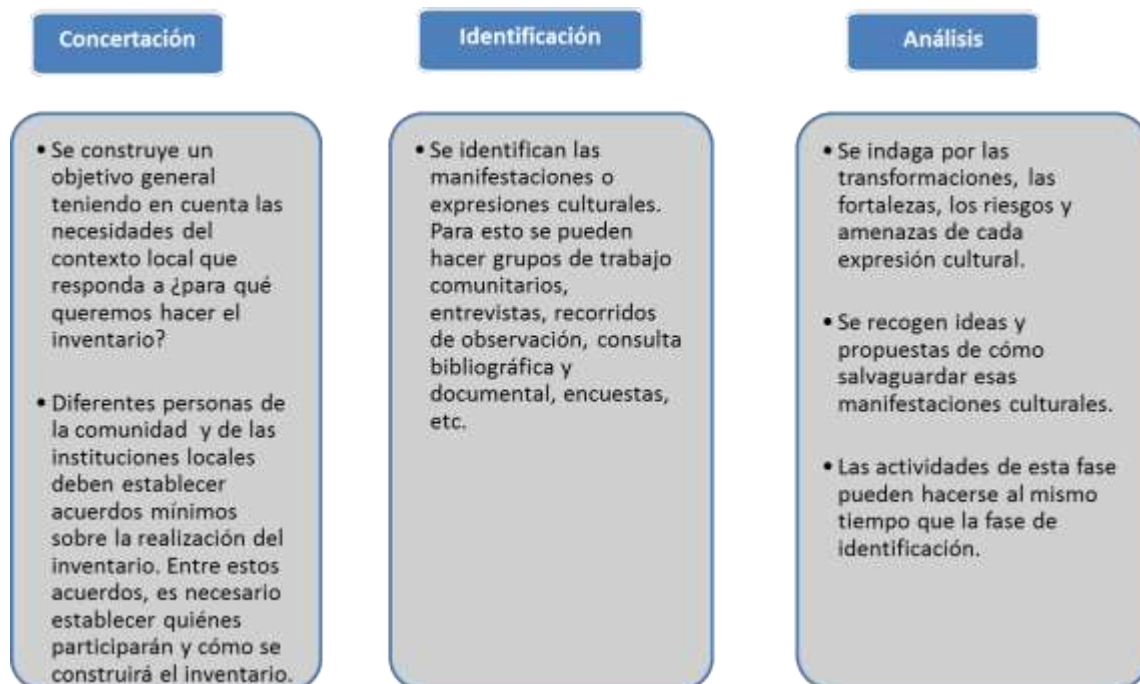 Concertación
• Se construye un
objetivo general
teniendo en cuenta las
necesidades del
contexto local que
responda a ¿para qué
queremos hacer el
inventario?
• Diferentes personas de
la comunidad y de las
instituciones locales
deben establecer
acuerdos mínimos
sobre la realización del
inventario. Entre estos
acuerdos, es necesario
establecer quiénes
participarán y cómo se
construirá el inventario.
Identificación
• Se identifican las
manifestaciones o
expresiones culturales.
Para esto se pueden
hacer grupos de trabajo
comunitarios,
entrevistas, recorridos
de observación, consulta
bibliográfica y
documental, encuestas,
etc.
Análisis
• Se indaga por las
transformaciones, las
fortalezas, los riesgos y
amenazas de cada
expresión cultural.
• Se recogen ideas y
propuestas de cómo
salvaguardar esas
manifestaciones culturales.
• Las actividades de esta fase
pueden hacerse al mismo
tiempo que la fase de
identificación.